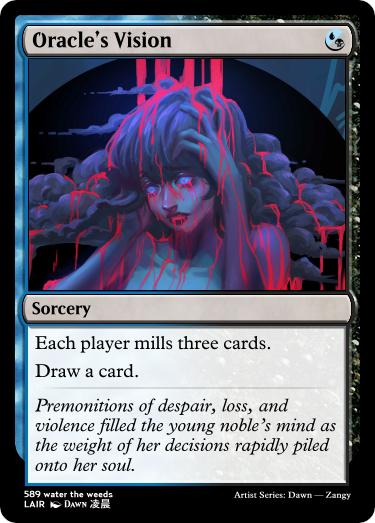 Oracle's Vision
Sorcery
Each player mills three cards.
Draw a card.
Premonitions of despair, loss, and
violence filled the young noble's mind as
the weight of her decisions rapidly piled
onto her soul.
589 water the weeds
LAIR DAWN 凌晨
Artist Series: Dawn — Zangy